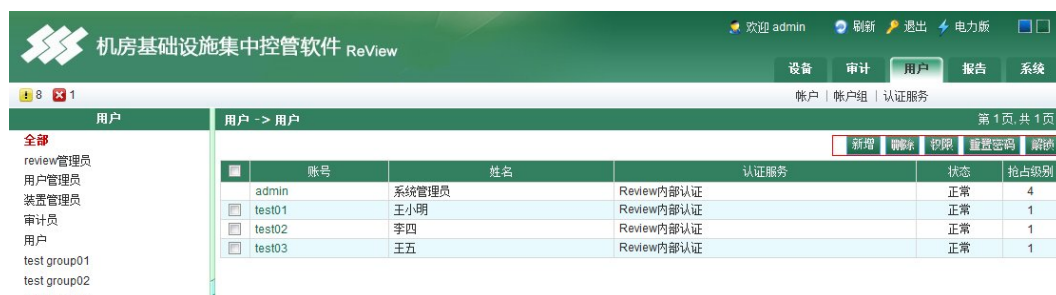 欢迎 admin 刷新 退出 电力版
机房基础设施集中控管软件 ReView
设备 审计 用户 报告 系统
8 1 帐户 | 帐户组 | 认证服务
用户 用户 -> 用户 第1页,共1页
全部 新增 删除 权限 重置密码 解锁
review管理员
账号 姓名 认证服务 状态 抢占级别
用户管理员
admin 系统管理员 Review内部认证 正常 4
装置管理员
test01 王小明 Review内部认证 正常 1
审计员
test02 李四 Review内部认证 正常 1
用户
test03 王五 Review内部认证 正常 1
test group01
test group02